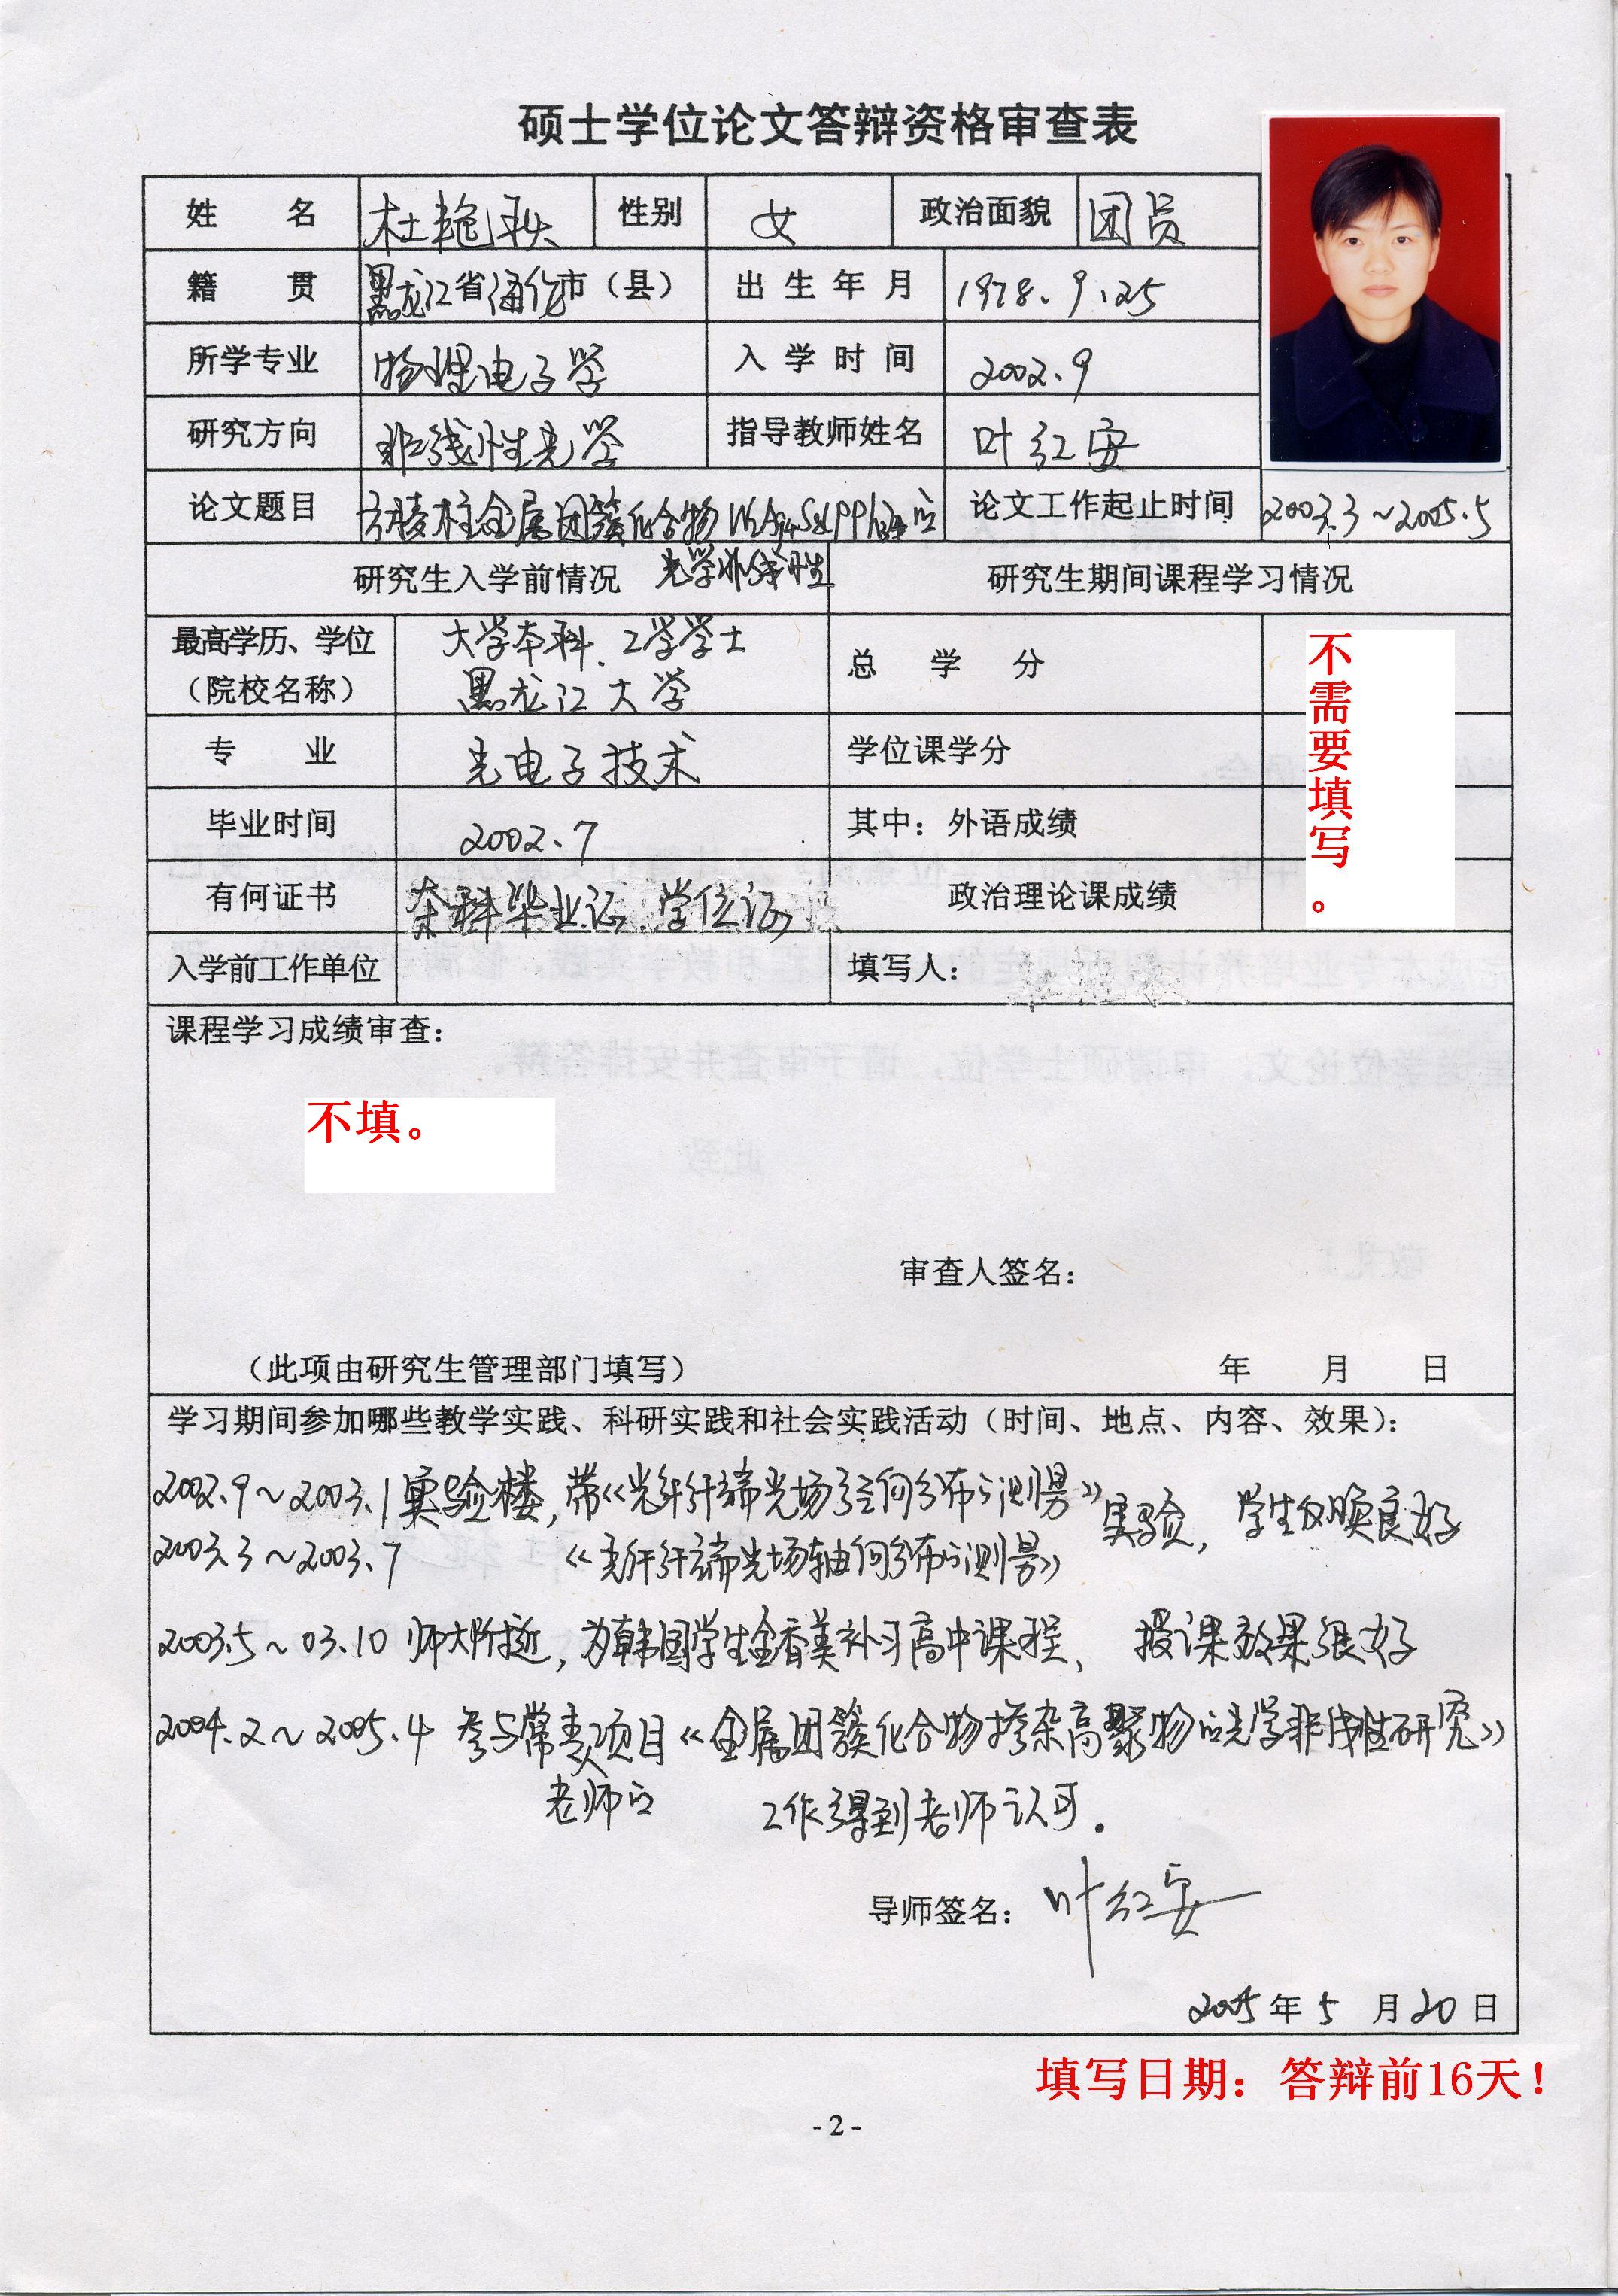 硕士学位论文答辩资格审查表
姓 名 杜艳秋 性别 女 政治面貌 团员
籍 贯 黑龙江省 市（县） 出生年月 1978.9.25
所学专业 物理电子学 入学时间 2002.9
研究方向 非线性光学 指导教师姓名 叶红安
论文题目 棱柱金属团簇化合物 的 论文工作起止时间 2003.3～2005.5
光学非线性
研究生入学前情况 研究生期间课程学习情况
最高学历、学位 大学本科、工学学士 总 学 分
（院校名称） 黑龙江大学
专 业 光电子技术 学位课学分
毕业时间 2002.7 其中：外语成绩
有何证书 本科毕业证、学位证 政治理论课成绩
不需要填写。
入学前工作单位 填写人：
课程学习成绩审查：
不填。
审查人签名：
（此项由研究生管理部门填写） 年 月 日
学习期间参加哪些教学实践、科研实践和社会实践活动（时间、地点、内容、效果）：
2002.9～2003.1 实验楼，带《光纤纤端光场径向分布的测量》实验，学生反映良好
2003.3～2003.7 《光纤纤端光场轴向分布的测量》
2003.5～03.10 师大附近，为韩国学生金香美补习高中课程，授课效果很好
2004.2～2005.4 参与常青项目《金属团簇化合物掺杂高聚物的光学非线性研究》
老师的 工作得到老师认可。
导师签名：叶红安
2005年5月20日
填写日期：答辩前16天！
-2-